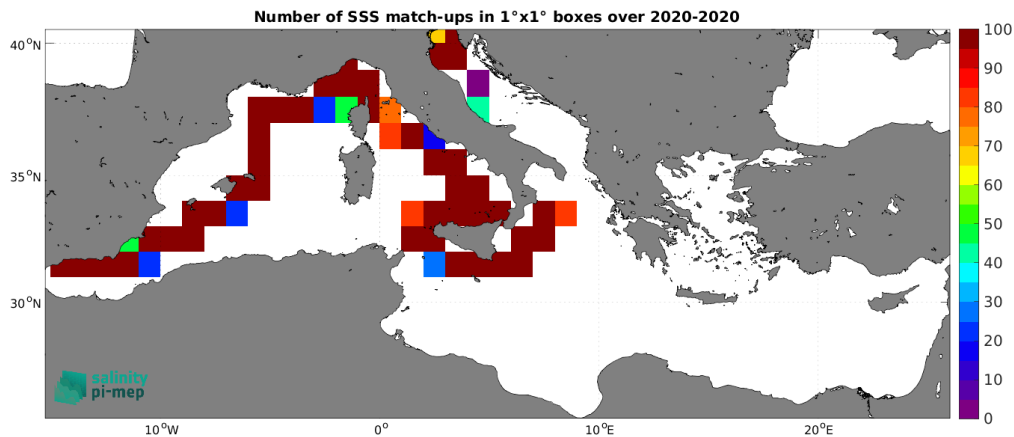 Number of SSS match-ups in 1°x1° boxes over 2020-2020
40°N
35°N
30°N
10°W
0°
10°E
20°E
100
90
80
70
60
50
40
30
20
10
0
salinity
pi-mep